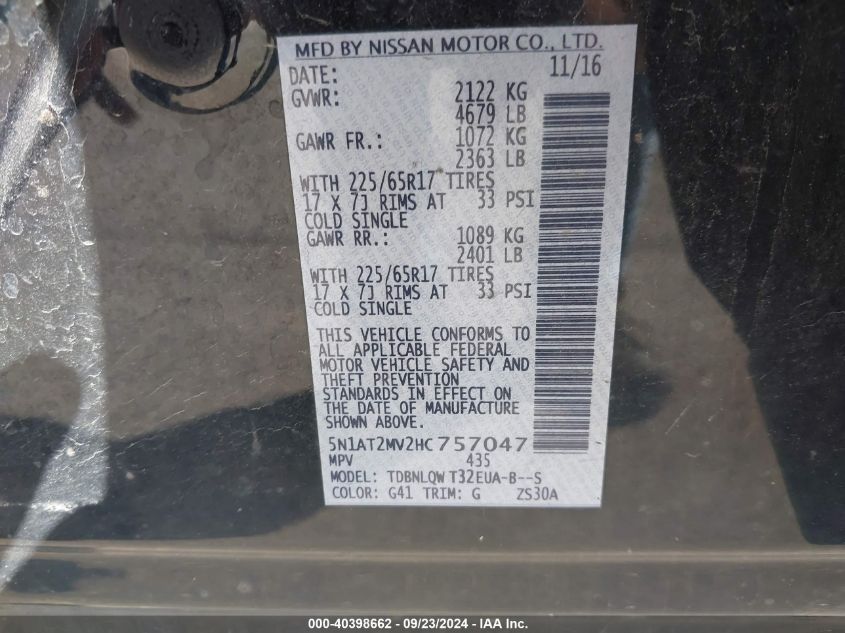 MFD BY NISSAN MOTOR CO., LTD.
DATE: 11/16
GVWR: 2122 KG
4679 LB
GAWR FR.: 1072 KG
2363 LB
WITH 225/65R17 TIRES
17 X 7J RIMS AT 33 PSI
COLD SINGLE
GAWR RR.: 1089 KG
2401 LB
WITH 225/65R17 TIRES
17 X 7J RIMS AT 33 PSI
COLD SINGLE
THIS VEHICLE CONFORMS TO
ALL APPLICABLE FEDERAL
MOTOR VEHICLE SAFETY AND
THEFT PREVENTION
STANDARDS IN EFFECT ON
THE DATE OF MANUFACTURE
SHOWN ABOVE.
5N1AT2MV2HC757047
MPV 435
MODEL: TDBNLQW T32EUA-B--S
COLOR: G41 TRIM: G ZS30A
000-40398662 - 09/23/2024 - IAA Inc.